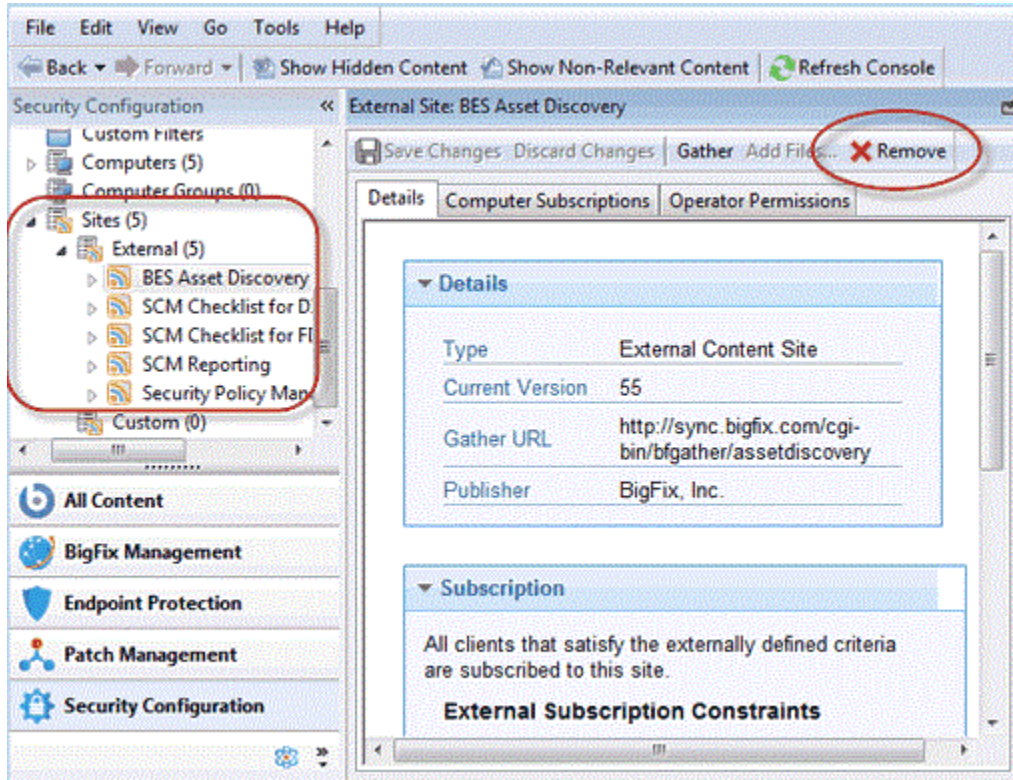 File Edit View Go Tools Help
Back Forward Show Hidden Content Show Non-Relevant Content Refresh Console
Security Configuration
Custom Filters
Computers (5)
Computer Groups (0)
Sites (5)
External (5)
BES Asset Discovery
SCM Checklist for D
SCM Checklist for
SCM Reporting
Security Policy Man
Custom (0)
All Content
BigFix Management
Endpoint Protection
Patch Management
Security Configuration
External Site: BES Asset Discovery
Save Changes Discard Changes Gather Add Files... Remove
Details Computer Subscriptions Operator Permissions
Details
Type External Content Site
Current Version 55
Gather URL http://sync.bigfix.com/cgi-
bin/bfgather/assetdiscovery
Publisher BigFix, Inc.
Subscription
All clients that satisfy the externally defined criteria
are subscribed to this site.
External Subscription Constraints